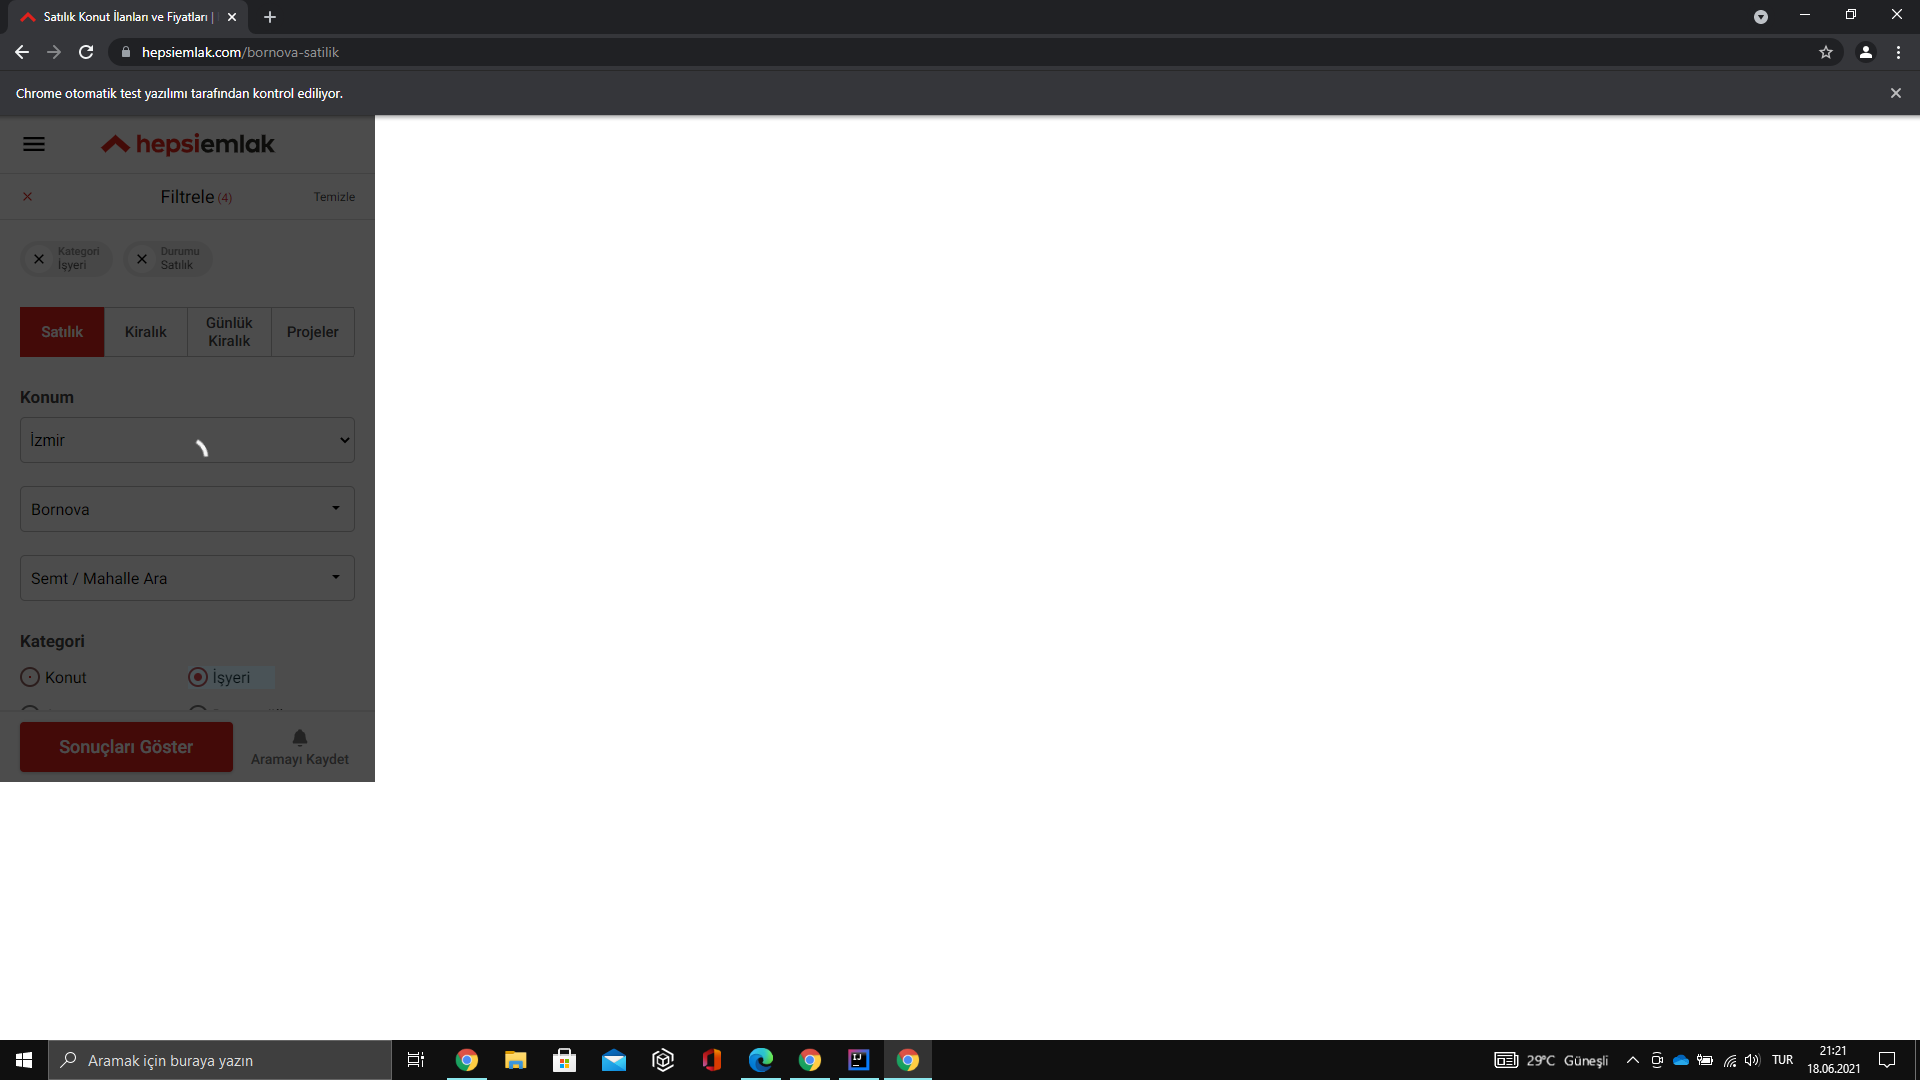 Satılık Konut İlanları ve Fiyatları |
hepsiemlak.com/bornova-satilik
Chrome otomatik test yazılımı tarafından kontrol ediliyor.
hepsiemlak
Filtrele (4)
Temizle
Kategori
İşyeri
Durumu
Satılık
Satılık
Kiralık
Günlük
Kiralık
Projeler
Konum
İzmir
Bornova
Semt / Mahalle Ara
Kategori
Konut
İşyeri
Sonuçları Göster
Aramayı Kaydet
Aramak için buraya yazın
29°C Güneşli
TUR
21:21
18.06.2021